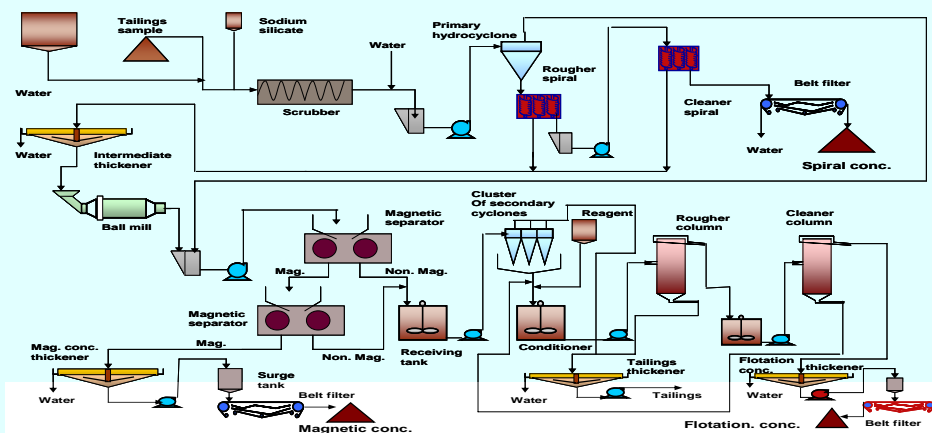 Tailings
sample
Sodium
silicate
Water
Scrubber
Water
Primary
hydrocyclone
Rougher
spiral
Cleaner
spiral
Belt filter
Water
Spiral conc.
Water
Intermediate
thickener
Ball mill
Magnetic
separator
Mag.
Non. Mag.
Magnetic
separator
Mag.
Non. Mag.
Cluster
Of secondary
cyclones
Reagent
Rougher
column
Cleaner
column
Receiving
tank
Conditioner
Mag. conc.
thickener
Water
Surge
tank
Belt filter
Magnetic conc.
Tailings
thickener
Water
Tailings
Flotation
conc.
thickener
Water
Flotation. conc.
Belt filter